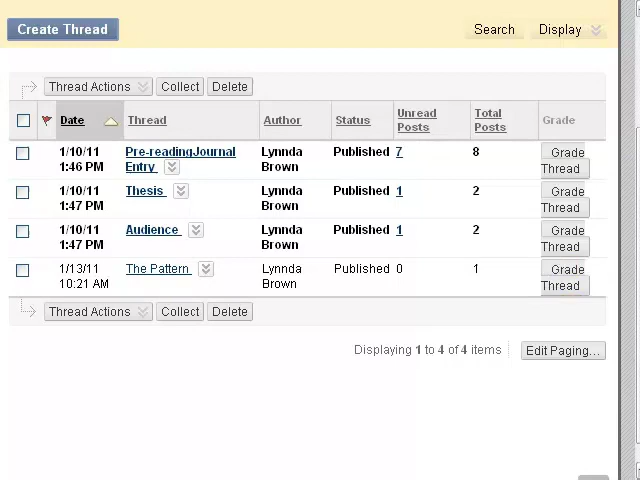 Create Thread
Search Display
Thread Actions Collect Delete
Date Thread Author Status Unread Posts Total Posts Grade
1/10/11 1:46 PM Pre-readingJournal Entry Lynnda Brown Published 7 8 Grade Thread
1/10/11 1:47 PM Thesis Lynnda Brown Published 1 2 Grade Thread
1/10/11 1:47 PM Audience Lynnda Brown Published 1 2 Grade Thread
1/13/11 10:21 AM The Pattern Lynnda Brown Published 0 1 Grade Thread
Thread Actions Collect Delete
Displaying 1 to 4 of 4 items Edit Paging...